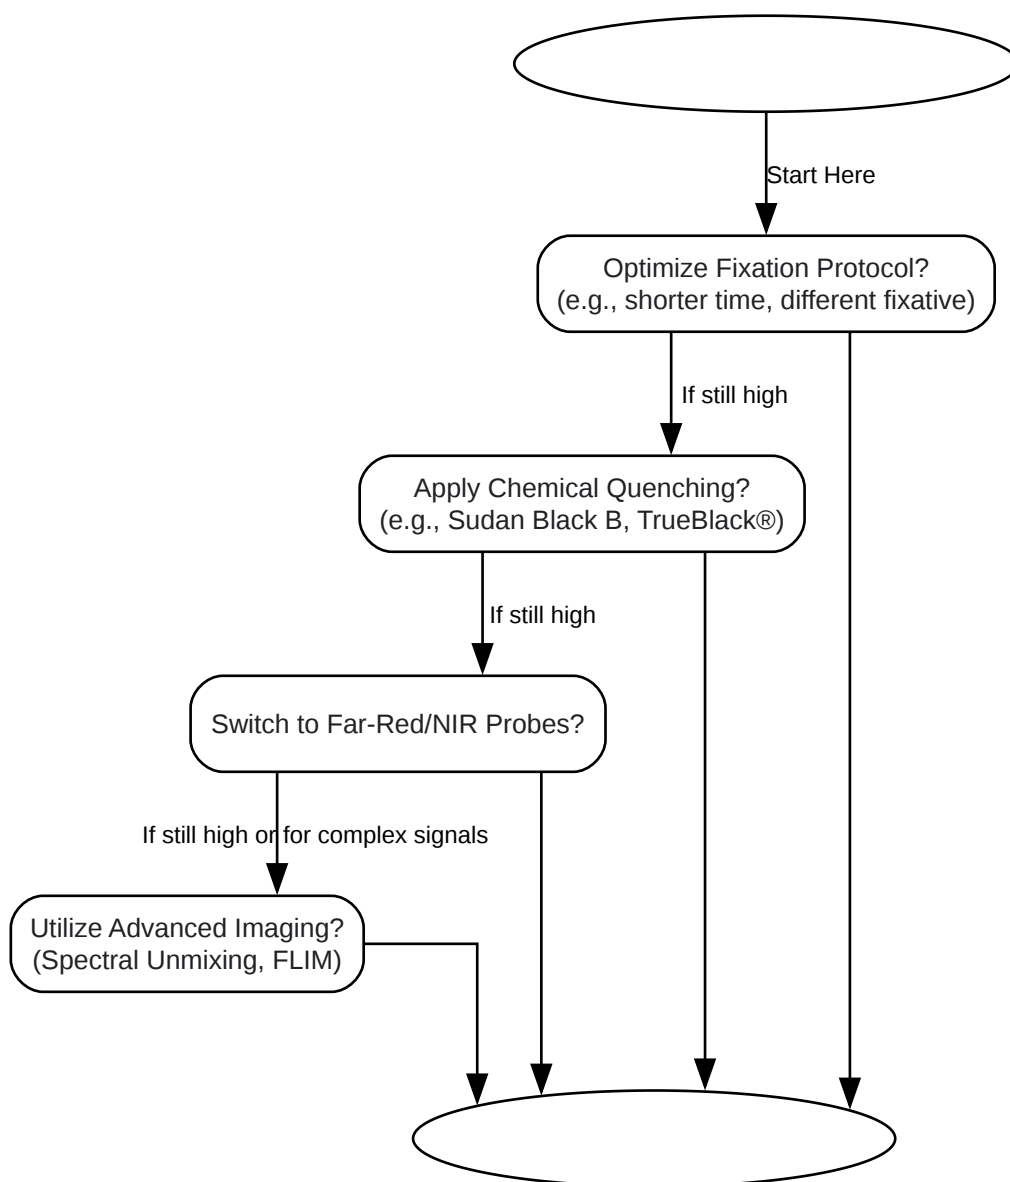 Start Here
Optimize Fixation Protocol?
(e.g., shorter time, different fixative)
If still high
Apply Chemical Quenching?
(e.g., Sudan Black B, TrueBlack®)
If still high
Switch to Far-Red/NIR Probes?
If still high or for complex signals
Utilize Advanced Imaging?
(Spectral Unmixing, FLIM)